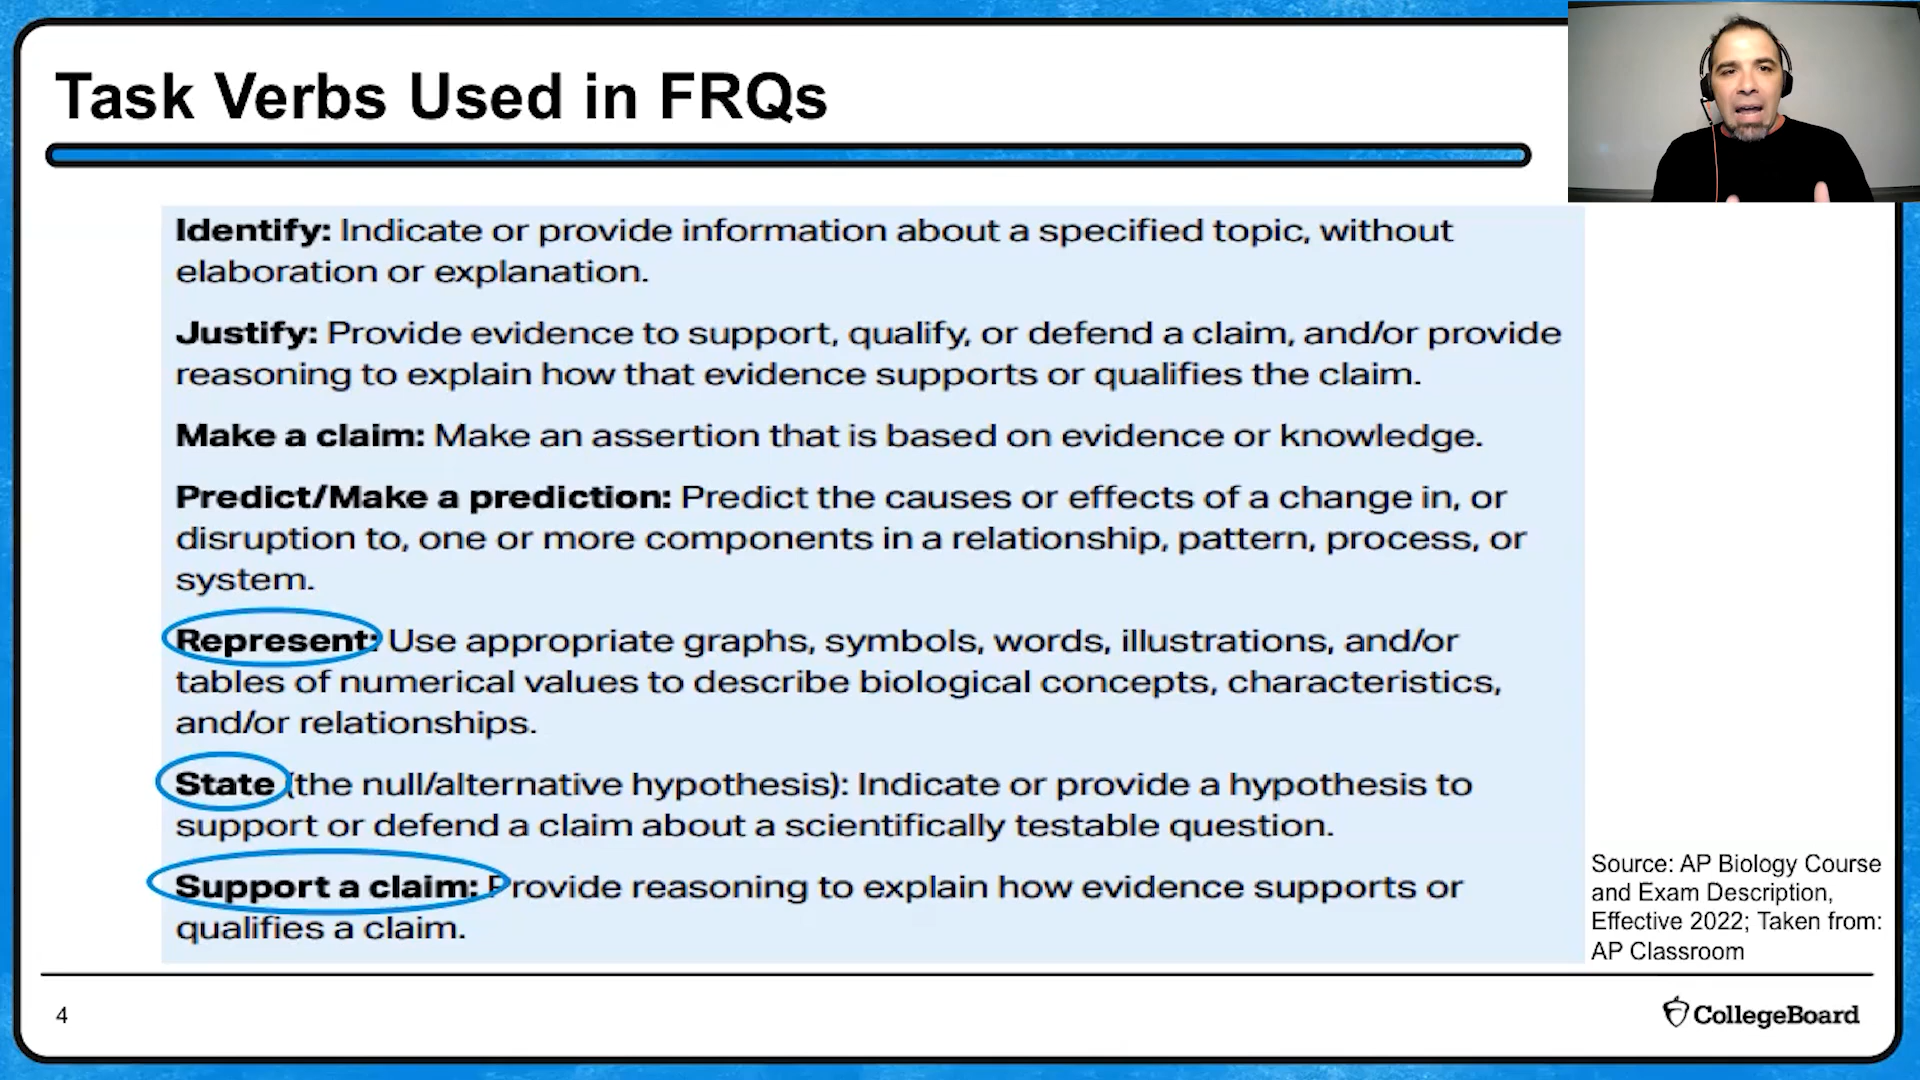 Task Verbs Used in FRQs
Identify: Indicate or provide information about a specified topic, without
elaboration or explanation.
Justify: Provide evidence to support, qualify, or defend a claim, and/or provide
reasoning to explain how that evidence supports or qualifies the claim.
Make a claim: Make an assertion that is based on evidence or knowledge.
Predict/Make a prediction: Predict the causes or effects of a change in, or
disruption to, one or more components in a relationship, pattern, process, or
system.
Represent: Use appropriate graphs, symbols, words, illustrations, and/or
tables of numerical values to describe biological concepts, characteristics,
and/or relationships.
State (the null/alternative hypothesis): Indicate or provide a hypothesis to
support or defend a claim about a scientifically testable question.
Support a claim: Provide reasoning to explain how evidence supports or
qualifies a claim.
Source: AP Biology Course
and Exam Description,
Effective 2022; Taken from:
AP Classroom
4
CollegeBoard